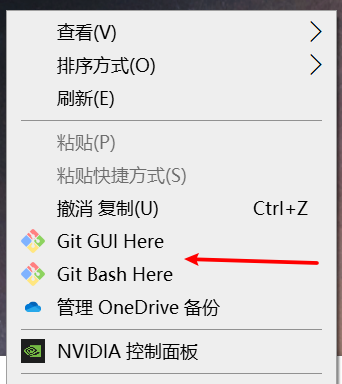 查看(V)
排序方式(O)
刷新(E)
粘贴(P)
粘贴快捷方式(S)
撤消 复制(U) Ctrl+Z
Git GUI Here
Git Bash Here
管理 OneDrive 备份
NVIDIA 控制面板